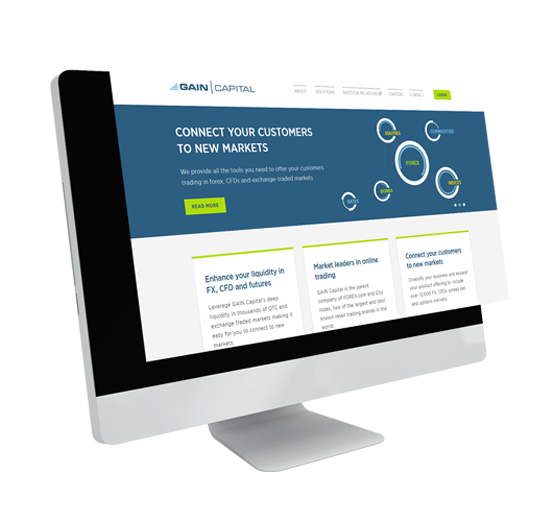 GAIN CAPITAL
ABOUT SOLUTIONS INVESTOR RELATIONS CAREERS CONTACT LOGIN
CONNECT YOUR CUSTOMERS
TO NEW MARKETS
We provide all the tools you need to offer your customers
trading in forex, CFDs and exchange-traded markets
READ MORE
EQUITIES
COMMODITIES
FOREX
INDICES
BONDS
RATES
Enhance your liquidity in
FX, CFD and futures
Leverage GAIN Capital's deep
liquidity in thousands of OTC and
exchange traded markets making it
easy for you to connect to new
markets.
Market leaders in online
trading
GAIN Capital is the parent
company of FOREX.com and City
Index, two of the largest and best
known retail trading brands in the
world.
Connect your customers
to new markets
Diversify your business and expand
your product offering to include
over 12,500 FX, CFDs spread bet
and options markets.